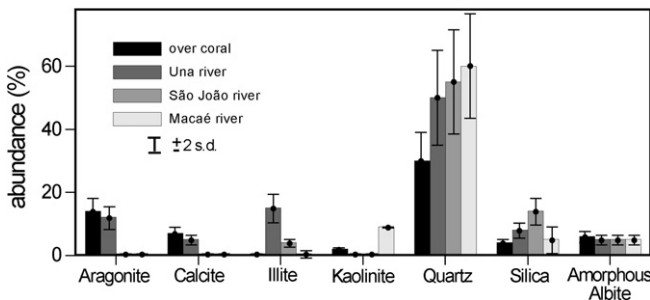 abundance (%)
60
40
20
0
over coral
Una river
São João river
Macaé river
±2 s.d.
Aragonite
Calcite
Illite
Kaolinite
Quartz
Silica
Amorphous
Albite